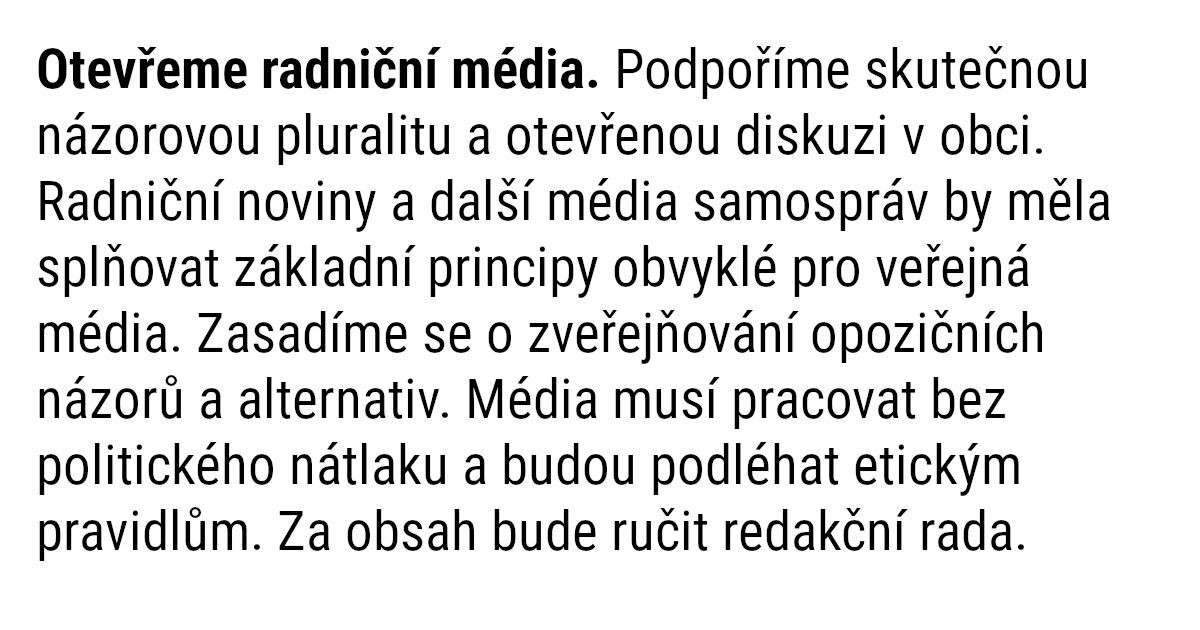 Otevřeme radniční média. Podpoříme skutečnou
názorovou pluralitu a otevřenou diskuzi v obci.
Radniční noviny a další média samospráv by měla
splňovat základní principy obvyklé pro veřejná
média. Zasadíme se o zveřejňování opozičních
názorů a alternativ. Média musí pracovat bez
politického nátlaku a budou podléhat etickým
pravidlům. Za obsah bude ručit redakční rada.